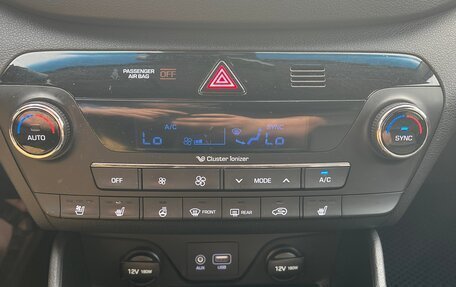 PASSENGER AIR BAG OFF
A/C SYNC
Lo Lo
AUTO SYNC
Cluster Ionizer
OFF MODE A/C
FRONT REAR
12V 180W AUX USB 12V 180W